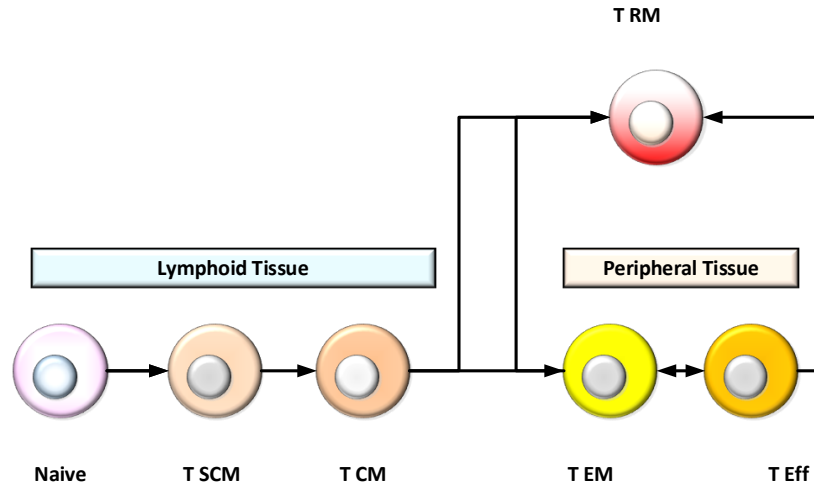 T RM
Lymphoid Tissue
Peripheral Tissue
Naive
T SCM
T CM
T EM
T Eff